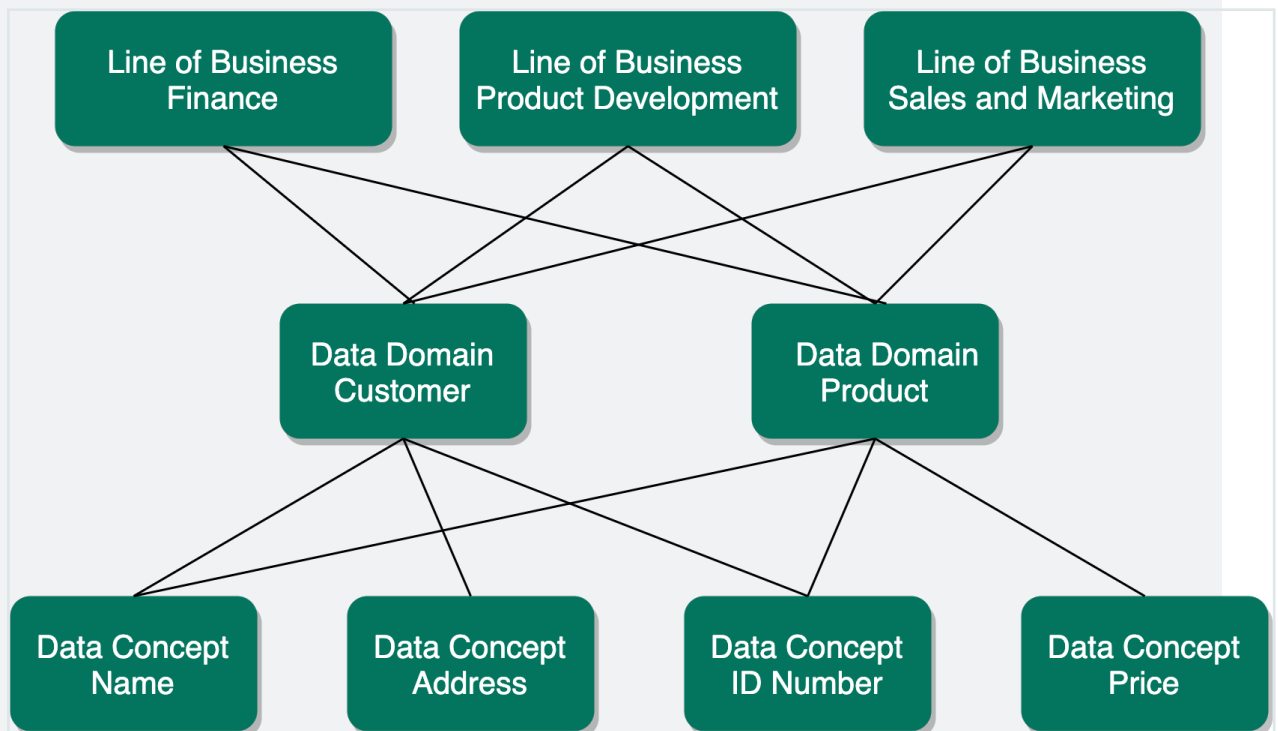 Line of Business
Finance
Line of Business
Product Development
Line of Business
Sales and Marketing
Data Domain
Customer
Data Domain
Product
Data Concept
Name
Data Concept
Address
Data Concept
ID Number
Data Concept
Price